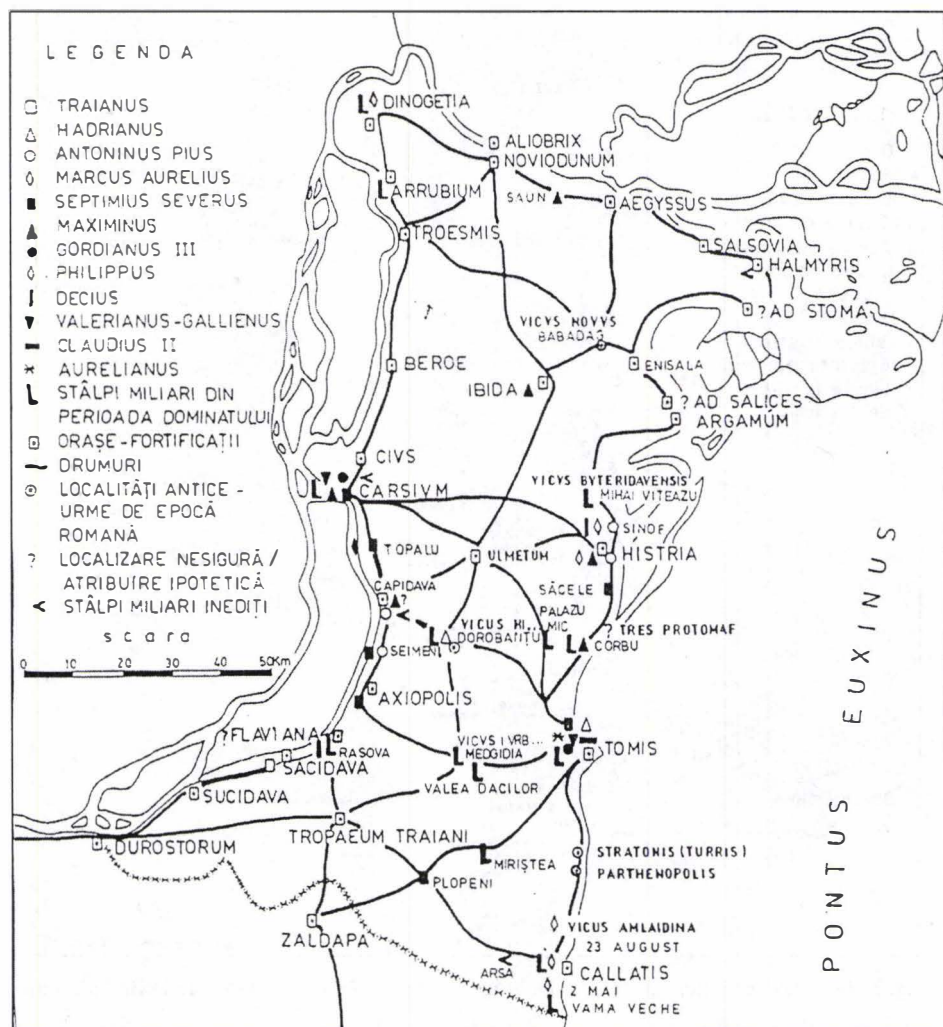 LEGENDA
TRAIANUS
HADRIANUS
ANTONINUS PIUS
MARCUS AURELIUS
SEPTIMIUS SEVERUS
MAXIMINUS
GORDIANUS III
PHILIPPUS
DECIUS
VALERIANUS-GALLIENUS
CLAUDIUS II
AURELIANUS
STÂLPI MILIARI DIN
PERIOADA DOMINATULUI
ORAȘE-FORTIFICAȚII
DRUMURI
LOCALITĂȚI ANTICE -
URME DE EPOCĂ
ROMANĂ
? LOCALIZARE NESIGURĂ/
ATRIBUIRE IPOTETICĂ
STÂLPI MILIARI INEDIȚI
scara
0 10 20 30 40 50Km
DINOGETIA
ALIOBRIX
NOVIODUNUM
ARRUBIUM
SAUN
AEGYSSUS
TROESMIS
SALSOVIA
HALMYRIS
? AD STOMA
VICVS NOVVS
BABADAG
BEROE
ENISALA
IBIDA
? AD SALICES
ARGAMUM
CIVS
CARSIVM
VICVS BVTERIDAVENSIS
MIHAI VITEAZU
SINOE
TOPALU
ULMETUM
HISTRIA
CAPIDAVA
?
SĂCELE
PALAZU
MIC
VICUS HI...
DOROBANȚU
? TRES PROTOMAE
CORBU
SEIMENI
AXIOPOLIS
?FLAVIANA
RASOVA
VICVS I VRB...
MEDGIDIA
TOMIS
SACIDAVA
VALEA DACILOR
SUCIDAVA
TROPAEUM TRAIANI
DUROSTORUM
MIRIȘTEA
STRATONIS (TURRIS)
PARTHENOPOLIS
PLOPENI
ZALDAPA
VICUS AMLAIDINA
23 AUGUST
ARSA
CALLATIS
2 MAI
VAMA VECHE
PONTUS EUXINUS